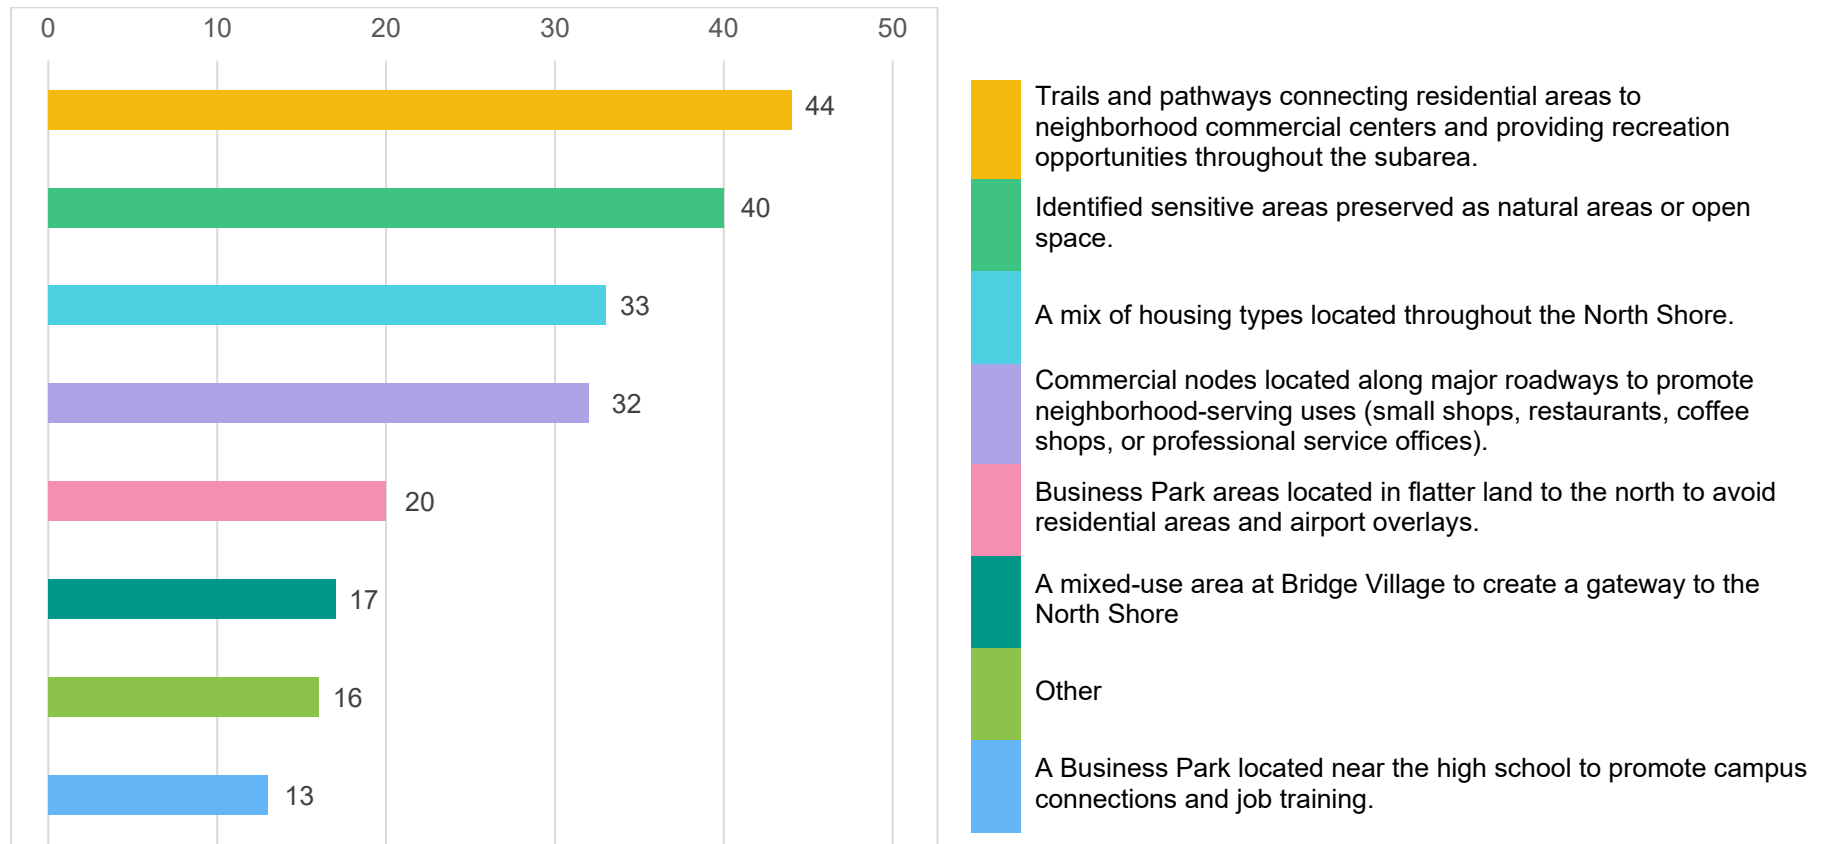 0 10 20 30 40 50
44
Trails and pathways connecting residential areas to
neighborhood commercial centers and providing recreation
opportunities throughout the subarea.
40
Identified sensitive areas preserved as natural areas or open
space.
33
A mix of housing types located throughout the North Shore.
32
Commercial nodes located along major roadways to promote
neighborhood-serving uses (small shops, restaurants, coffee
shops, or professional service offices).
20
Business Park areas located in flatter land to the north to avoid
residential areas and airport overlays.
17
A mixed-use area at Bridge Village to create a gateway to the
North Shore
16
Other
13
A Business Park located near the high school to promote campus
connections and job training.